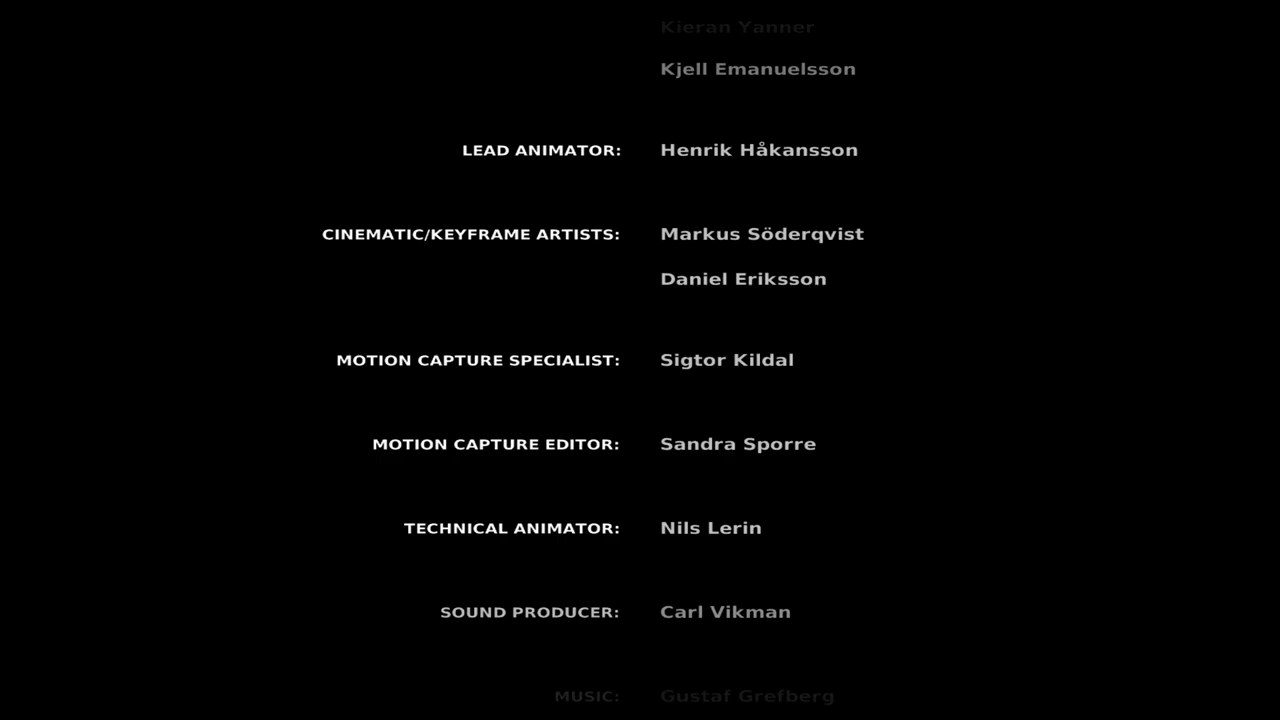 Kieran Yanner
Kjell Emanuelsson
LEAD ANIMATOR: Henrik Håkansson
CINEMATIC/KEYFRAME ARTISTS: Markus Söderqvist
Daniel Eriksson
MOTION CAPTURE SPECIALIST: Sigtor Kildal
MOTION CAPTURE EDITOR: Sandra Sporre
TECHNICAL ANIMATOR: Nils Lerin
SOUND PRODUCER: Carl Vikman
MUSIC: Gustaf Grefberg